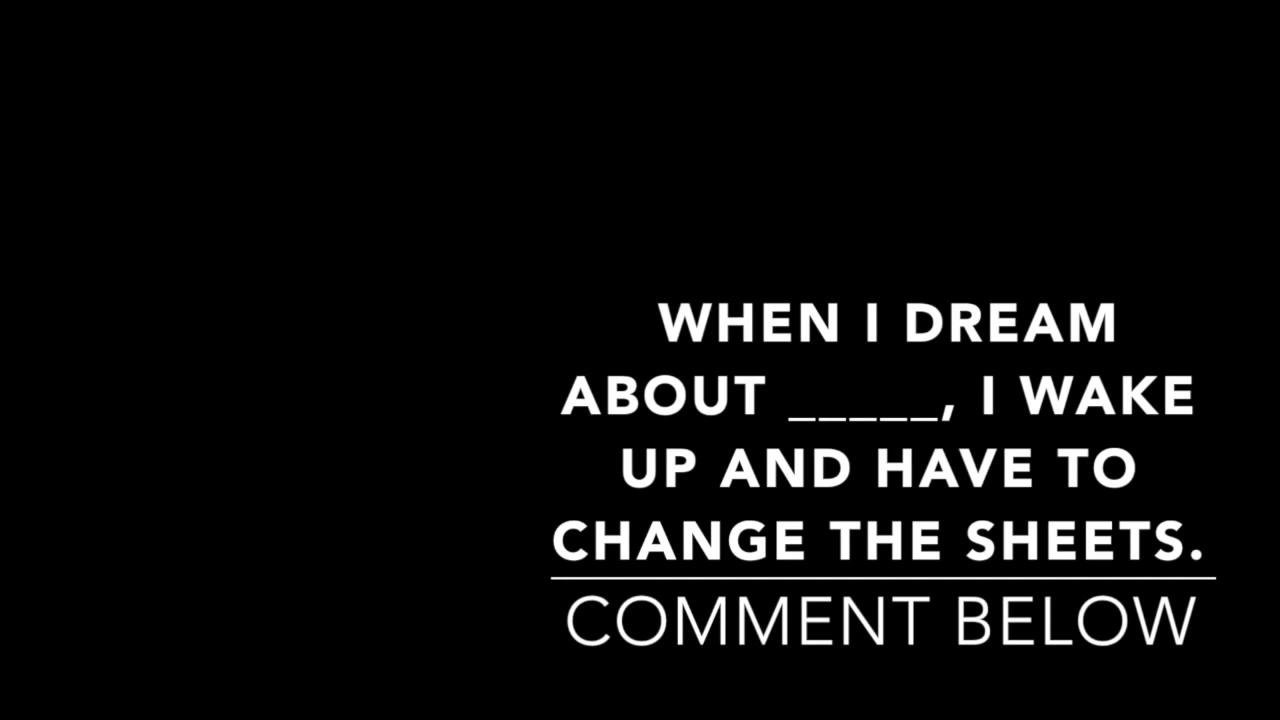 WHEN I DREAM
ABOUT _____, I WAKE
UP AND HAVE TO
CHANGE THE SHEETS.
COMMENT BELOW